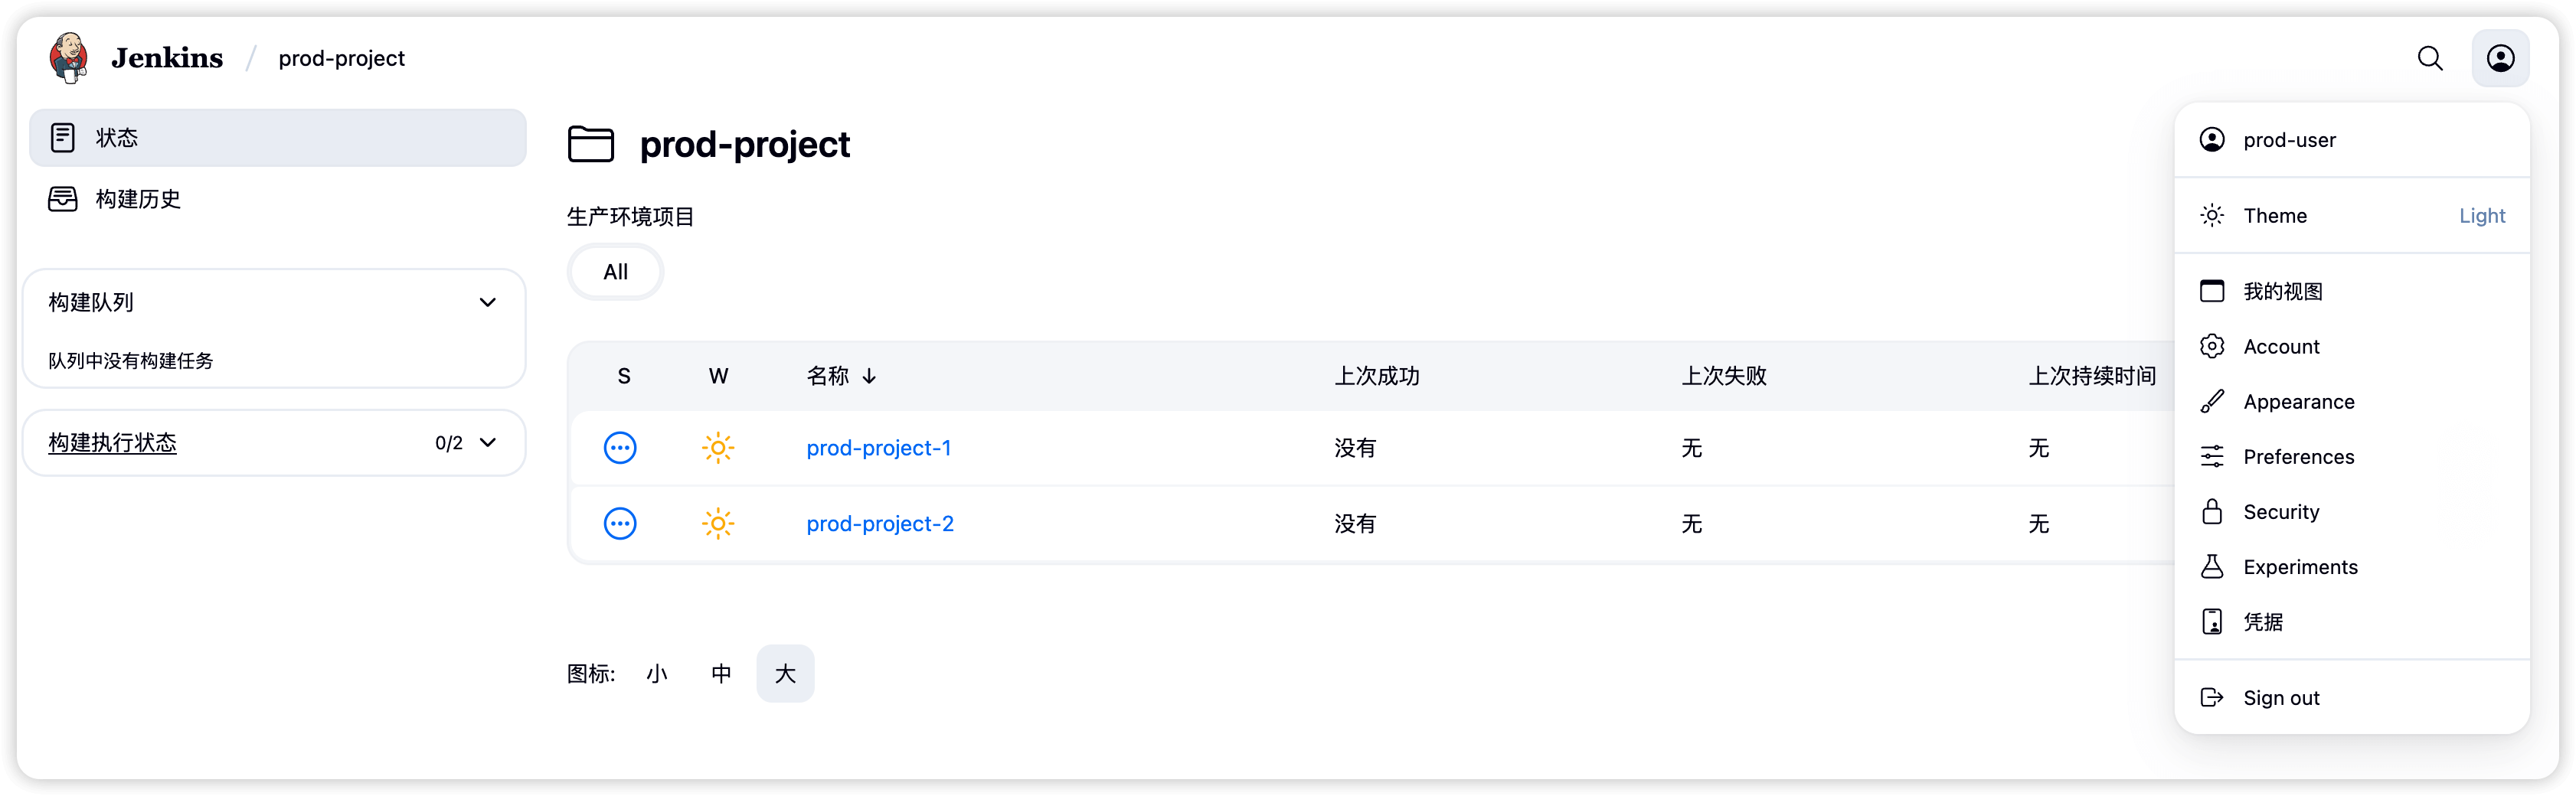 Jenkins / prod-project
状态
构建历史
构建队列
队列中没有构建任务
构建执行状态 0/2
prod-project
生产环境项目
All
S W 名称 ↓ 上次成功 上次失败 上次持续时间
prod-project-1 没有 无 无
prod-project-2 没有 无 无
图标: 小 中 大
prod-user
Theme Light
我的视图
Account
Appearance
Preferences
Security
Experiments
凭据
Sign out